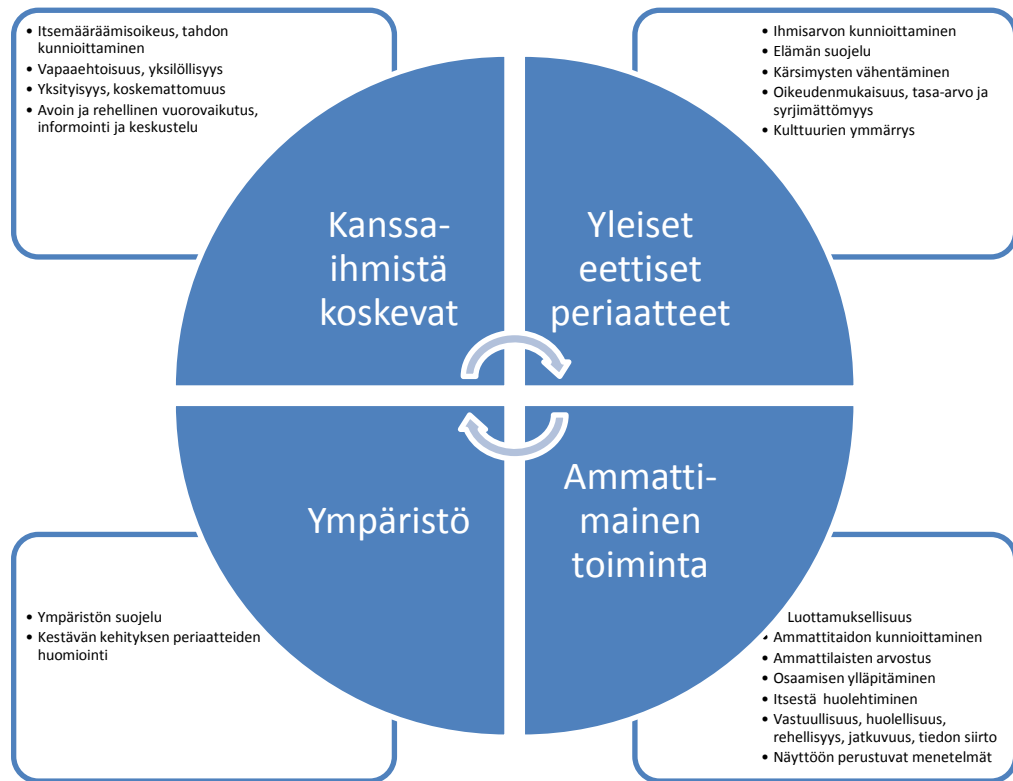 • Itsemääräämisoikeus, tahdon
kunnioittaminen
• Vapaaehtoisuus, yksilöllisyys
• Yksityisyys, koskemattomuus
• Avoin ja rehellinen vuorovaikutus,
informointi ja keskustelu
• Ihmisarvon kunnioittaminen
• Elämän suojelu
• Kärsimysten vähentäminen
• Oikeudenmukaisuus, tasa-arvo ja
syrjimättömyys
• Kulttuurien ymmärrys
Kanssa-
ihmistä
koskevat
Yleiset
eettiset
periaatteet
Ympäristö
Ammatti-
mainen
toiminta
• Ympäristön suojelu
• Kestävän kehityksen periaatteiden
huomiointi
Luottamuksellisuus
• Ammattitaidon kunnioittaminen
• Ammattilaisten arvostus
• Osaamisen ylläpitäminen
• Itsestä huolehtiminen
• Vastuullisuus, huolellisuus,
rehellisyys, jatkuvuus, tiedon siirto
• Näyttöön perustuvat menetelmät